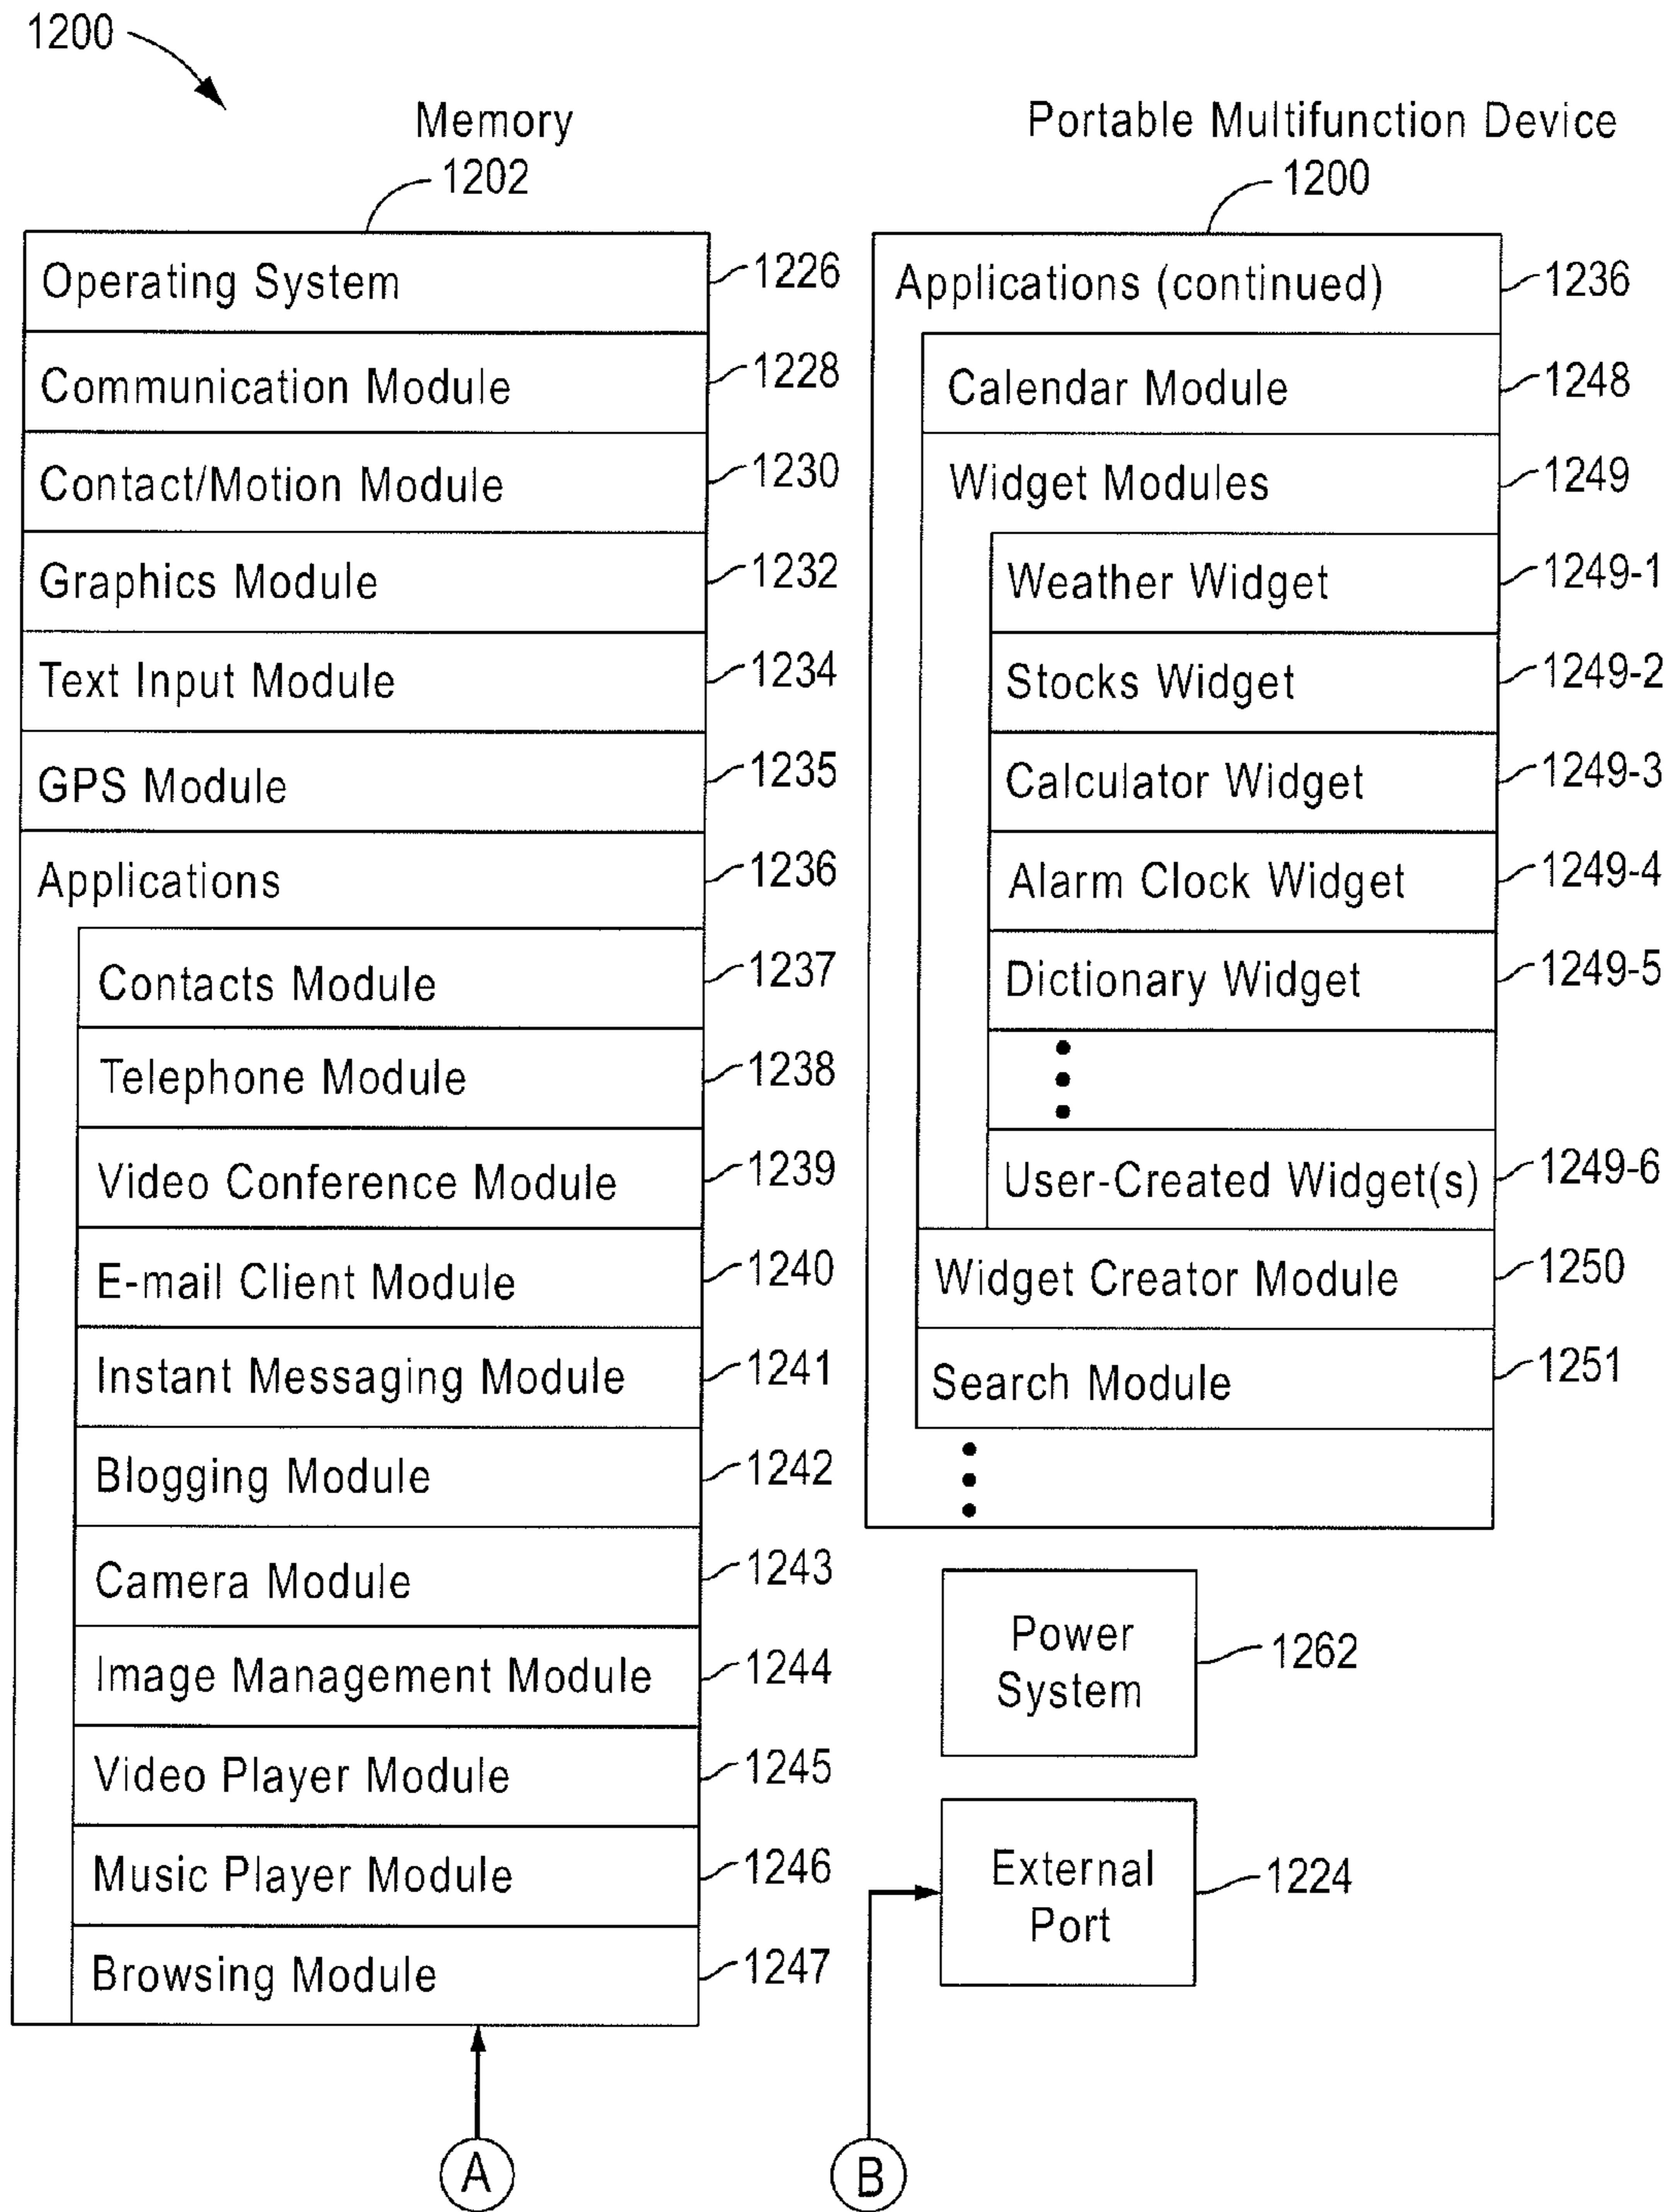 1200
Memory
1202
Operating System 1226
Communication Module 1228
Contact/Motion Module 1230
Graphics Module 1232
Text Input Module 1234
GPS Module 1235
Applications 1236
Contacts Module 1237
Telephone Module 1238
Video Conference Module 1239
E-mail Client Module 1240
Instant Messaging Module 1241
Blogging Module 1242
Camera Module 1243
Image Management Module 1244
Video Player Module 1245
Music Player Module 1246
Browsing Module 1247
A
Portable Multifunction Device
1200
Applications (continued) 1236
Calendar Module 1248
Widget Modules 1249
Weather Widget 1249-1
Stocks Widget 1249-2
Calculator Widget 1249-3
Alarm Clock Widget 1249-4
Dictionary Widget 1249-5
User-Created Widget(s) 1249-6
Widget Creator Module 1250
Search Module 1251
Power
System
1262
External
Port
1224
B